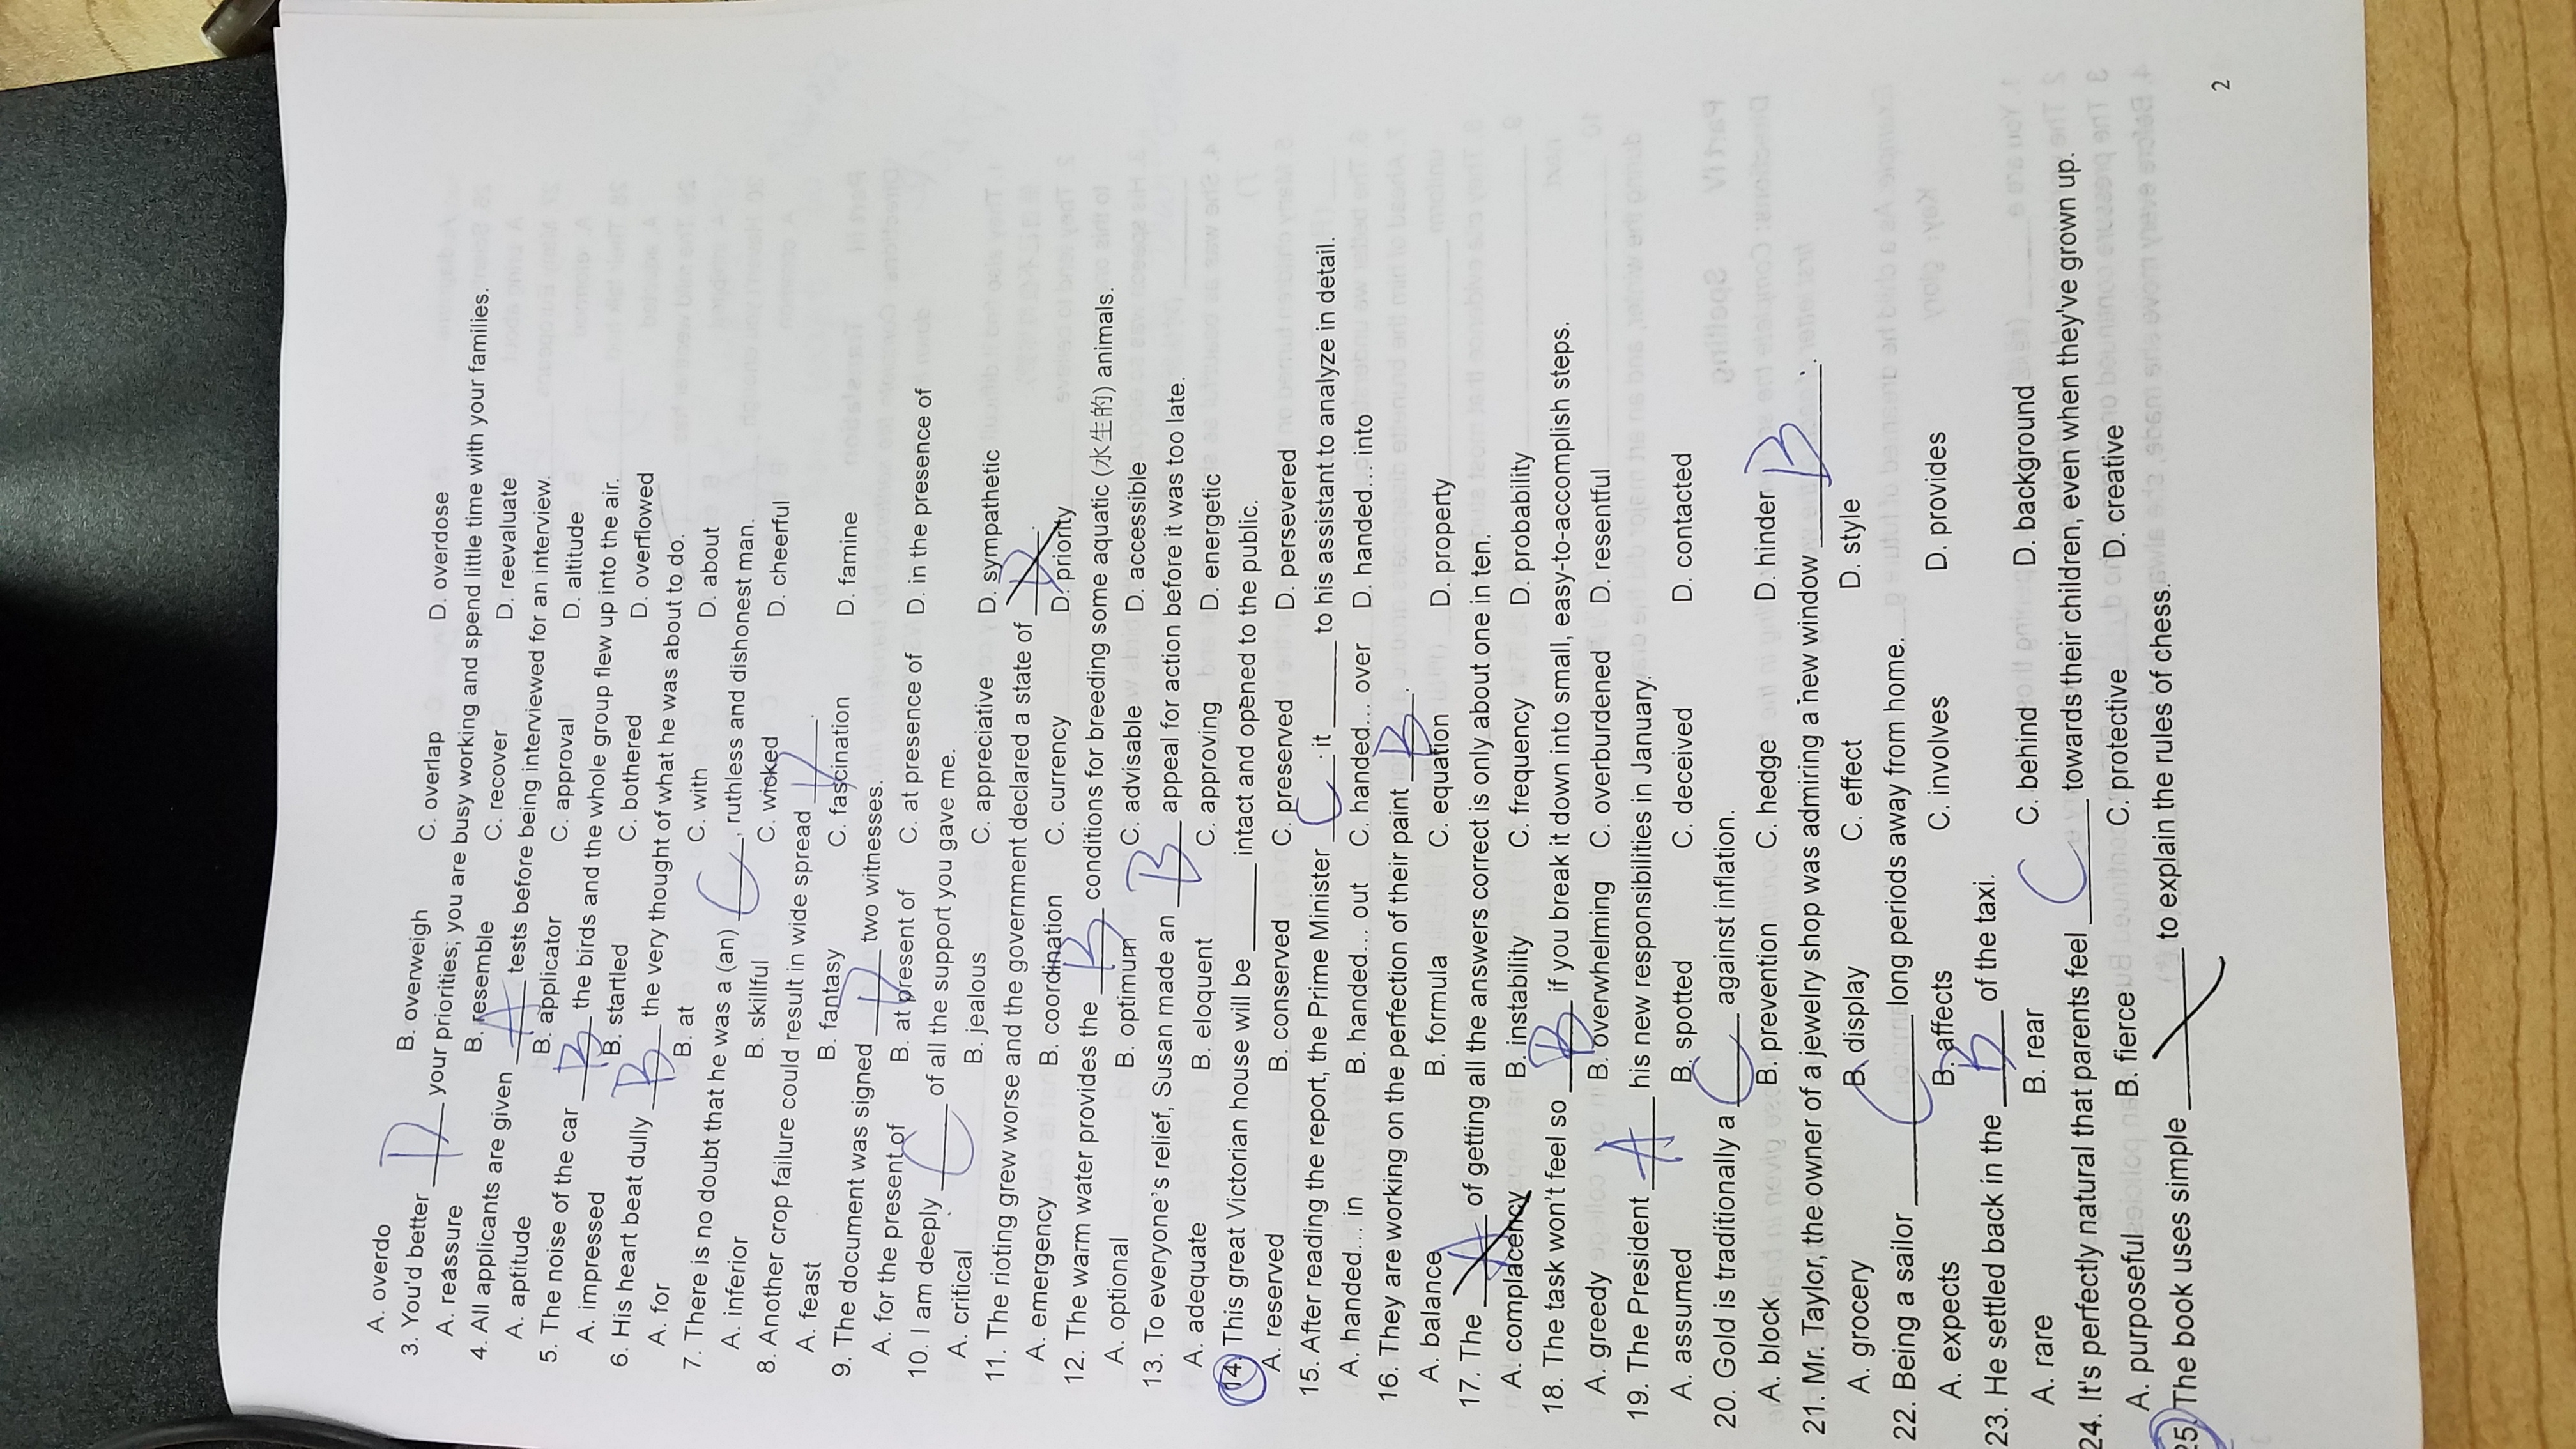 A. overdo B. overweigh C. overlap D. overdose
3. You'd better D your priorities; you are busy working and spend little time with your families.
A. reassure B. resemble C. recover D. reevaluate
4. All applicants are given A tests before being interviewed for an interview.
A. aptitude B. applicator C. approval D. altitude
5. The noise of the car B the birds and the whole group flew up into the air.
A. impressed B. startled C. bothered D. overflowed
6. His heart beat dully B the very thought of what he was about to do.
A. for B. at C. with D. about
7. There is no doubt that he was a (an) C, ruthless and dishonest man.
A. inferior B. skillful C. wicked D. cheerful
8. Another crop failure could result in wide spread D.
A. feast B. fantasy C. fascination D. famine
9. The document was signed D two witnesses.
A. for the present of B. at present of C. at presence of D. in the presence of
10. I am deeply C of all the support you gave me.
A. critical B. jealous C. appreciative D. sympathetic
11. The rioting grew worse and the government declared a state of D.
A. emergency B. coordination C. currency D. priority
12. The warm water provides the B conditions for breeding some aquatic (水生的) animals.
A. optional B. optimum C. advisable D. accessible
13. To everyone's relief, Susan made an B appeal for action before it was too late.
A. adequate B. eloquent C. approving D. energetic
14. This great Victorian house will be ______ intact and opened to the public.
A. reserved B. conserved C. preserved D. persevered
15. After reading the report, the Prime Minister C it ______ to his assistant to analyze in detail.
A. handed... in B. handed... out C. handed... over D. handed... into
16. They are working on the perfection of their paint B.
A. balance B. formula C. equation D. property
17. The A of getting all the answers correct is only about one in ten.
A. complacency B. instability C. frequency D. probability
18. The task won't feel so B if you break it down into small, easy-to-accomplish steps.
A. greedy B. overwhelming C. overburdened D. resentful
19. The President A his new responsibilities in January.
A. assumed B. spotted C. deceived D. contacted
20. Gold is traditionally a C against inflation.
A. block B. prevention C. hedge D. hinder
21. Mr. Taylor, the owner of a jewelry shop was admiring a new window B.
A. grocery B. display C. effect D. style
22. Being a sailor C long periods away from home.
A. expects B. affects C. involves D. provides
23. He settled back in the B of the taxi.
A. rare B. rear C. behind D. background
24. It's perfectly natural that parents feel C towards their children, even when they've grown up.
A. purposeful B. fierce C. protective D. creative
25. The book uses simple ______ to explain the rules of chess.
2